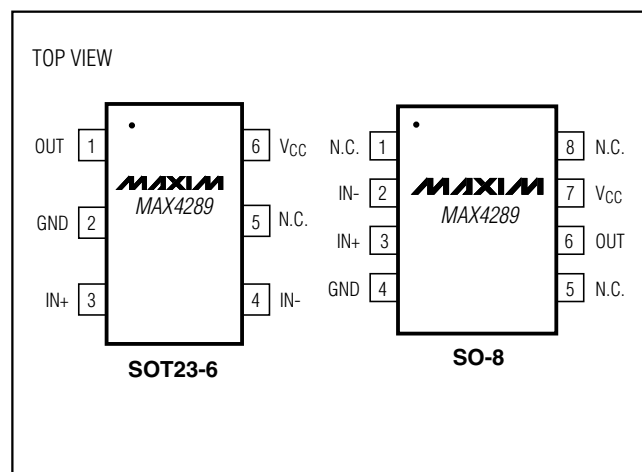 TOP VIEW
OUT 1
GND 2
IN+ 3
6 VCC
5 N.C.
4 IN-
MAXIM
MAX4289
SOT23-6
N.C. 1
IN- 2
IN+ 3
GND 4
8 N.C.
7 VCC
6 OUT
5 N.C.
MAXIM
MAX4289
SO-8